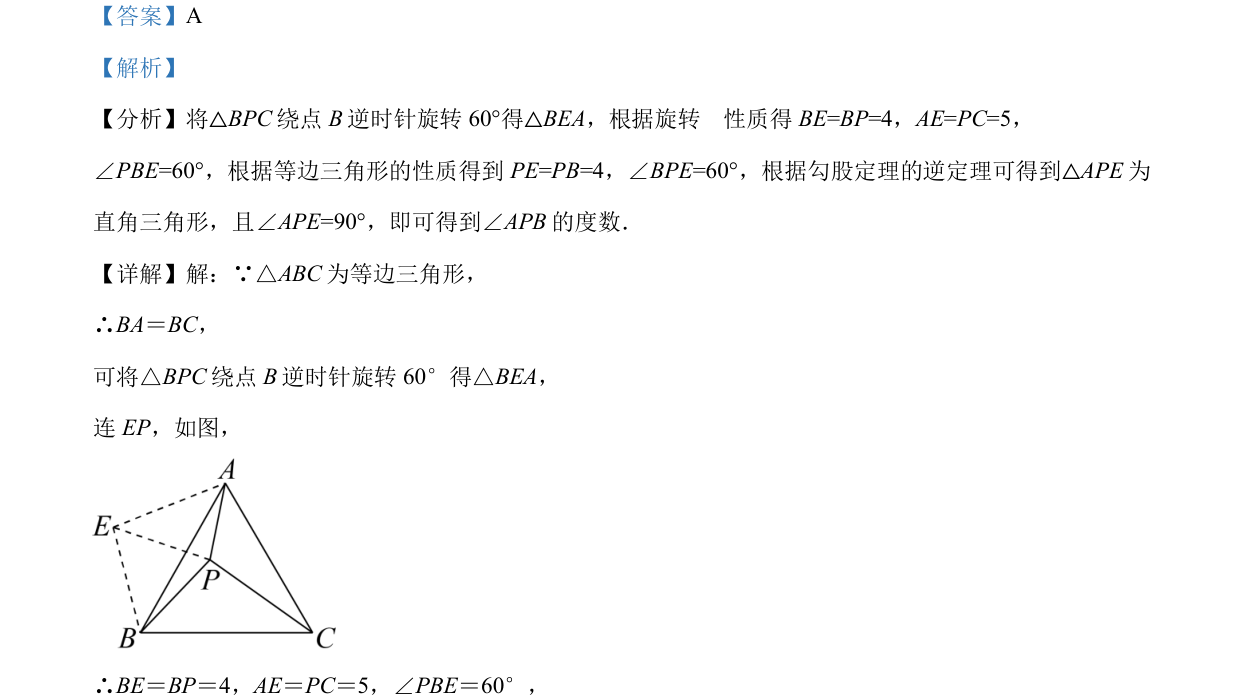 【答案】A
【解析】
【分析】将△BPC绕点B逆时针旋转60°得△BEA，根据旋转 性质得BE=BP=4，AE=PC=5，
∠PBE=60°，根据等边三角形的性质得到PE=PB=4，∠BPE=60°，根据勾股定理的逆定理可得到△APE为
直角三角形，且∠APE=90°，即可得到∠APB的度数．
【详解】解：∵△ABC为等边三角形，
∴BA＝BC，
可将△BPC绕点B逆时针旋转60°得△BEA，
连EP，如图，
A
E
P
B C
∴BE＝BP＝4，AE＝PC＝5，∠PBE＝60°，